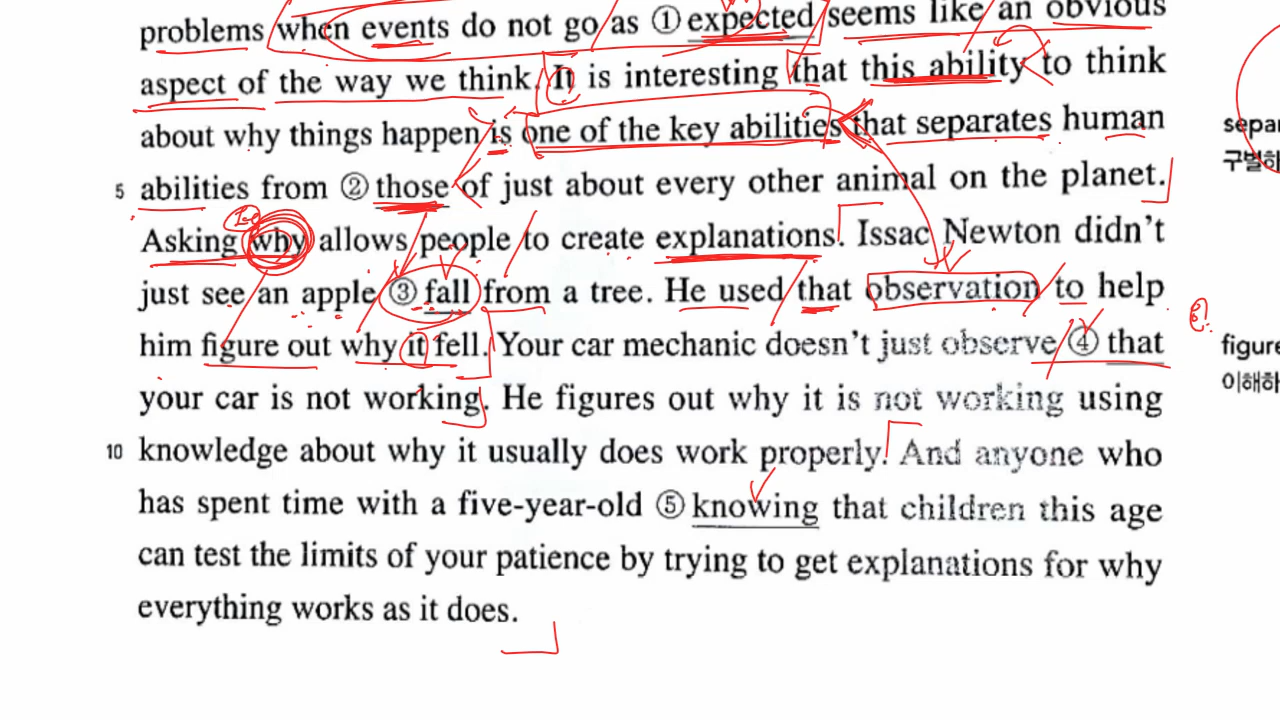 problems when events do not go as ① expected seems like an obvious
aspect of the way we think. It is interesting that this ability to think
about why things happen is one of the key abilities that separates human
5 abilities from ② those of just about every other animal on the planet.
Asking why allows people to create explanations. Issac Newton didn't
just see an apple ③ fall from a tree. He used that observation to help
him figure out why it fell. Your car mechanic doesn't just observe ④ that
your car is not working. He figures out why it is not working using
10 knowledge about why it usually does work properly. And anyone who
has spent time with a five-year-old ⑤ knowing that children this age
can test the limits of your patience by trying to get explanations for why
everything works as it does.
separ
구별하
figure
이해하